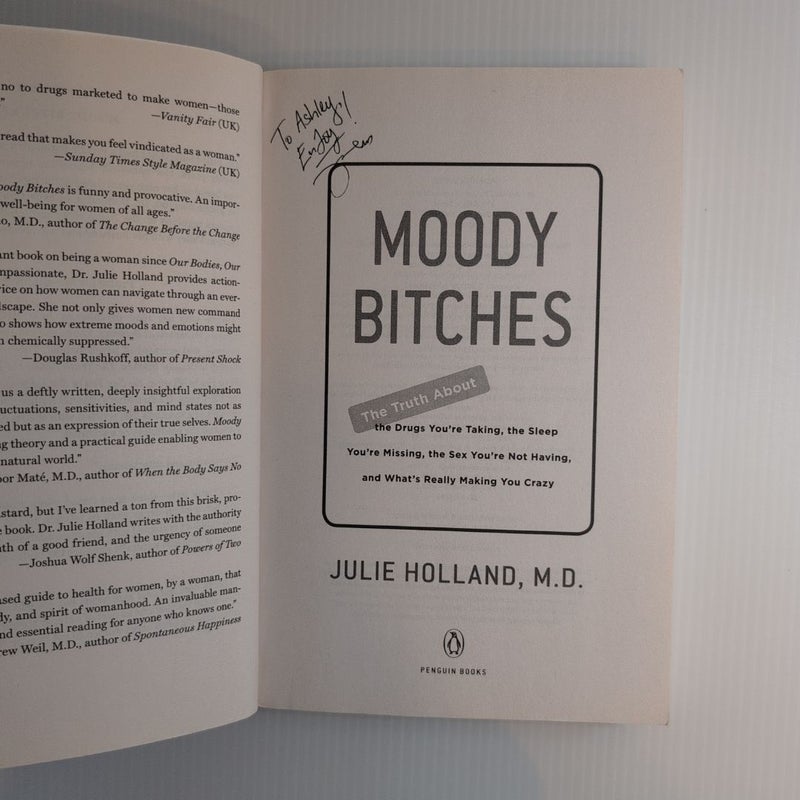 no to drugs marketed to make women—those
”
—Vanity Fair (UK)
read that makes you feel vindicated as a woman.”
—Sunday Times Style Magazine (UK)
oody Bitches is funny and provocative. An impor-
well-being for women of all ages.”
o, M.D., author of The Change Before the Change
ant book on being a woman since Our Bodies, Our
mpassionate, Dr. Julie Holland provides action-
vice on how women can navigate through an ever-
dscape. She not only gives women new command
o shows how extreme moods and emotions might
n chemically suppressed.”
—Douglas Rushkoff, author of Present Shock
us a deftly written, deeply insightful exploration
uctuations, sensitivities, and mind states not as
ed but as an expression of their true selves. Moody
ng theory and a practical guide enabling women to
natural world.”
or Maté, M.D., author of When the Body Says No
stard, but I’ve learned a ton from this brisk, pro-
e book. Dr. Julie Holland writes with the authority
th of a good friend, and the urgency of someone
—Joshua Wolf Shenk, author of Powers of Two
sed guide to health for women, by a woman, that
dy, and spirit of womanhood. An invaluable man-
nd essential reading for anyone who knows one.”
rew Weil, M.D., author of Spontaneous Happiness
To Ashley!
Enjoy
MOODY
BITCHES
The Truth About
the Drugs You’re Taking, the Sleep
You’re Missing, the Sex You’re Not Having,
and What’s Really Making You Crazy
JULIE HOLLAND, M.D.
PENGUIN BOOKS